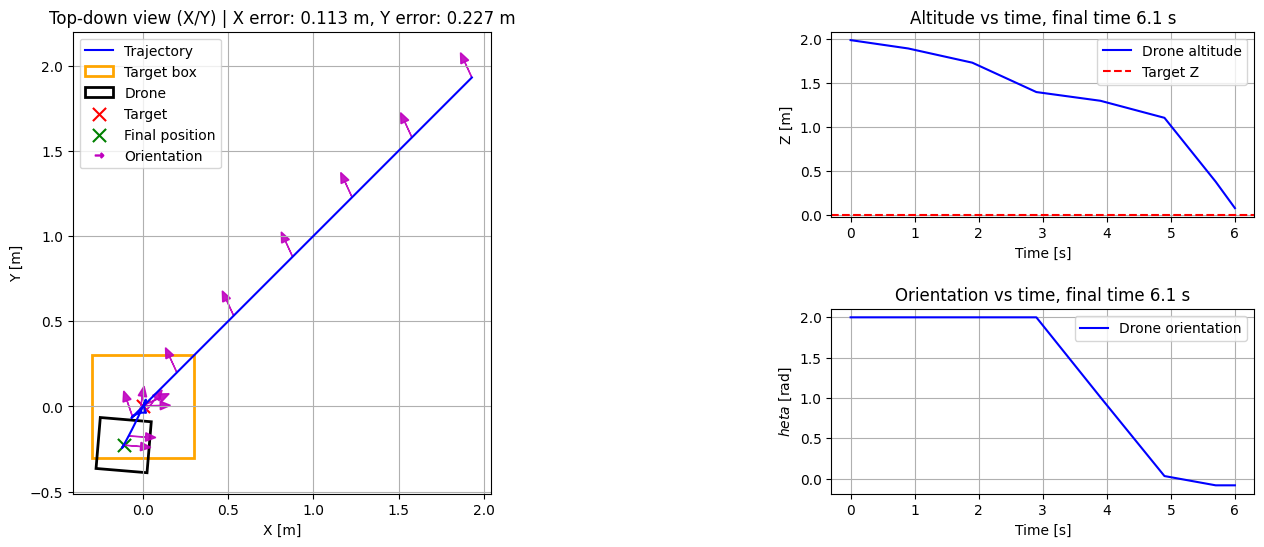 Top-down view (X/Y) | X error: 0.113 m, Y error: 0.227 m
Trajectory
Target box
Drone
Target
Final position
Orientation
2.0
1.5
1.0
0.5
0.0
−0.5
Y [m]
0.0
0.5
1.0
1.5
2.0
X [m]
Altitude vs time, final time 6.1 s
Drone altitude
Target Z
2.0
1.5
1.0
0.5
0.0
Z [m]
0
1
2
3
4
5
6
Time [s]
Orientation vs time, final time 6.1 s
Drone orientation
2.0
1.5
1.0
0.5
0.0
heta [rad]
0
1
2
3
4
5
6
Time [s]